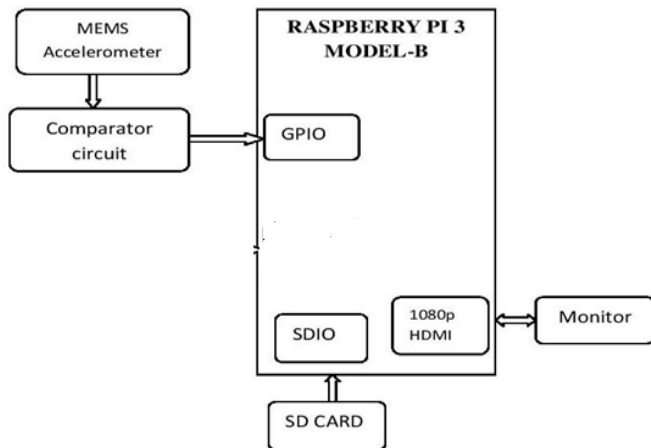 MEMS
Accelerometer
RASPBERRY PI 3
MODEL-B
Comparator
circuit
GPIO
SDIO
1080p
HDMI
Monitor
SD CARD